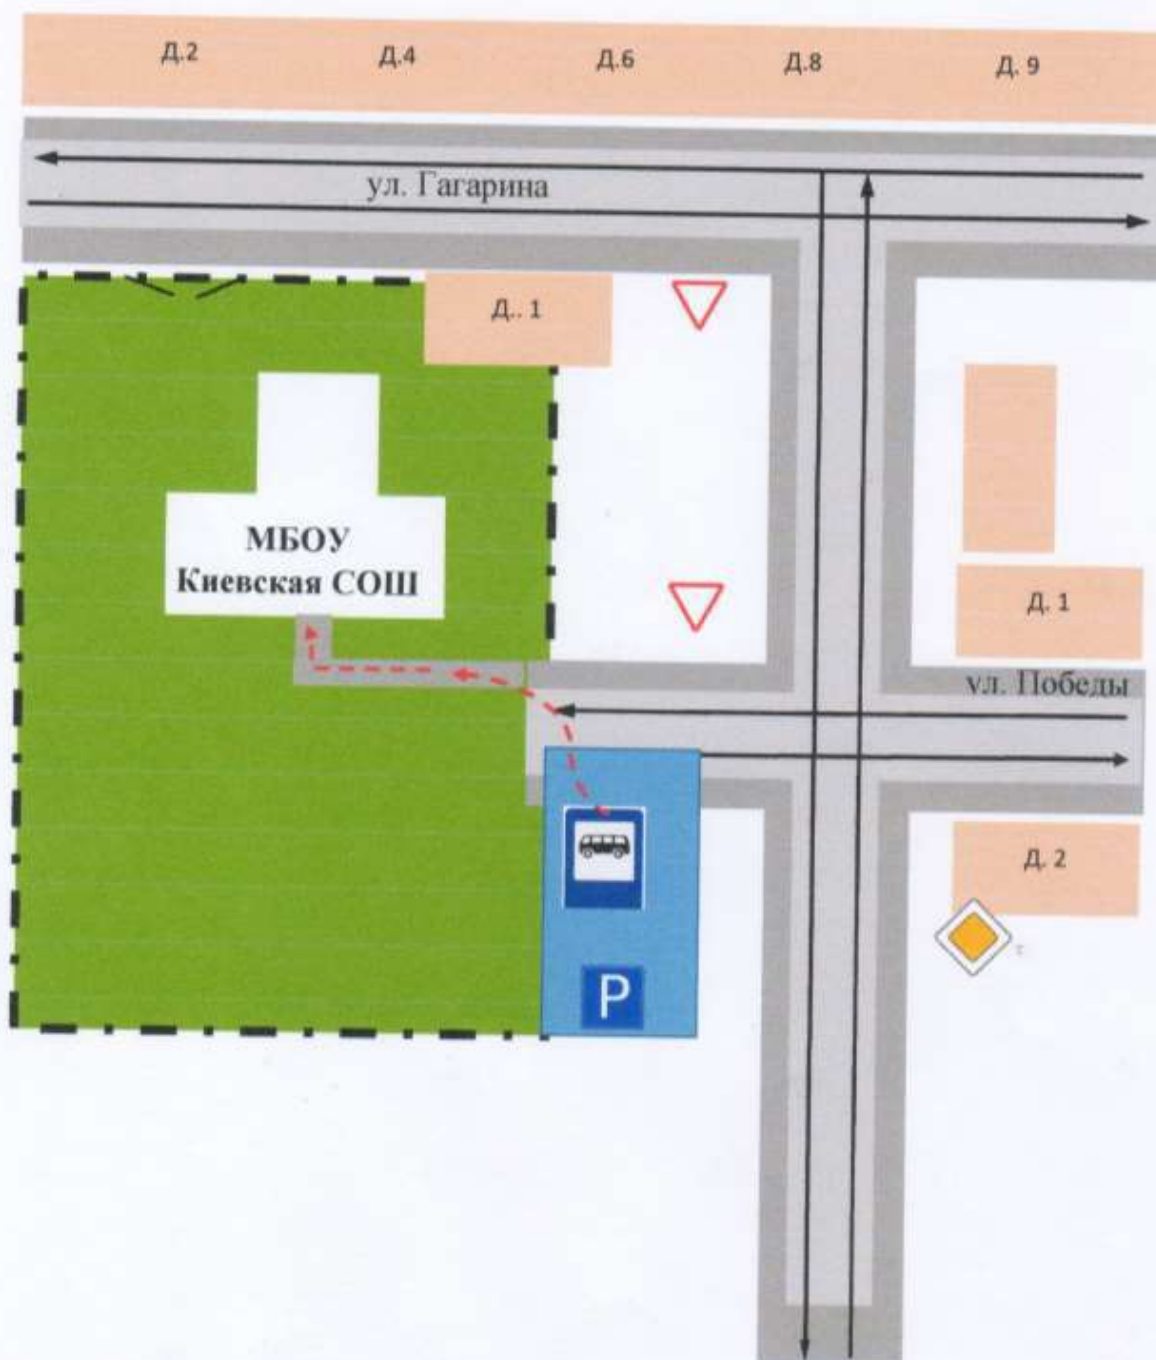 Д.2 Д.4 Д.6 Д.8 Д. 9
ул. Гагарина
Д.. 1
МБОУ
Киевская СОШ
Д. 1
ул. Победы
Д. 2
P